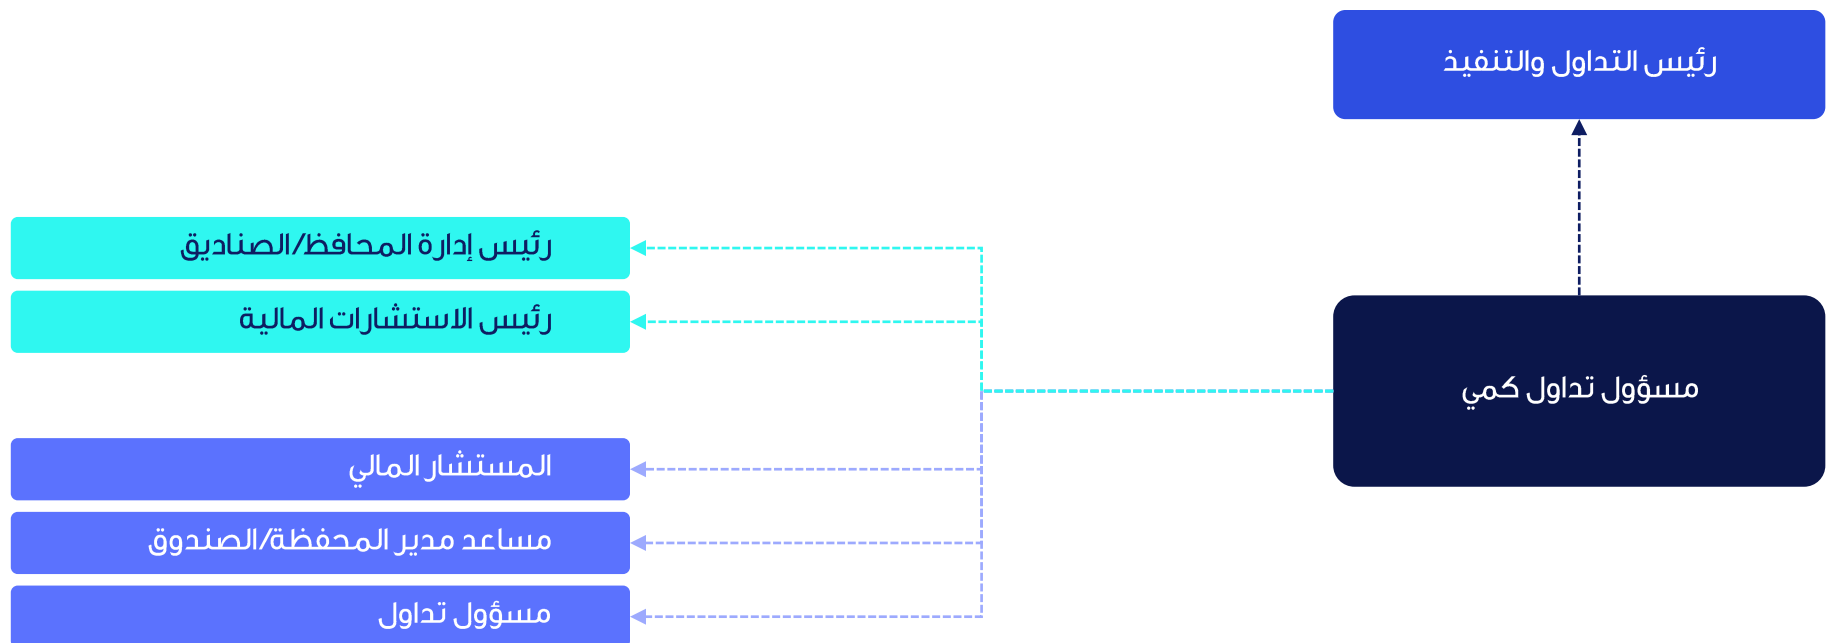 رئيس التداول والتنفيذ
مسؤول تداول كمي
رئيس إدارة المحافظ/الصناديق
رئيس الاستشارات المالية
المستشار المالي
مساعد مدير المحفظة/الصندوق
مسؤول تداول